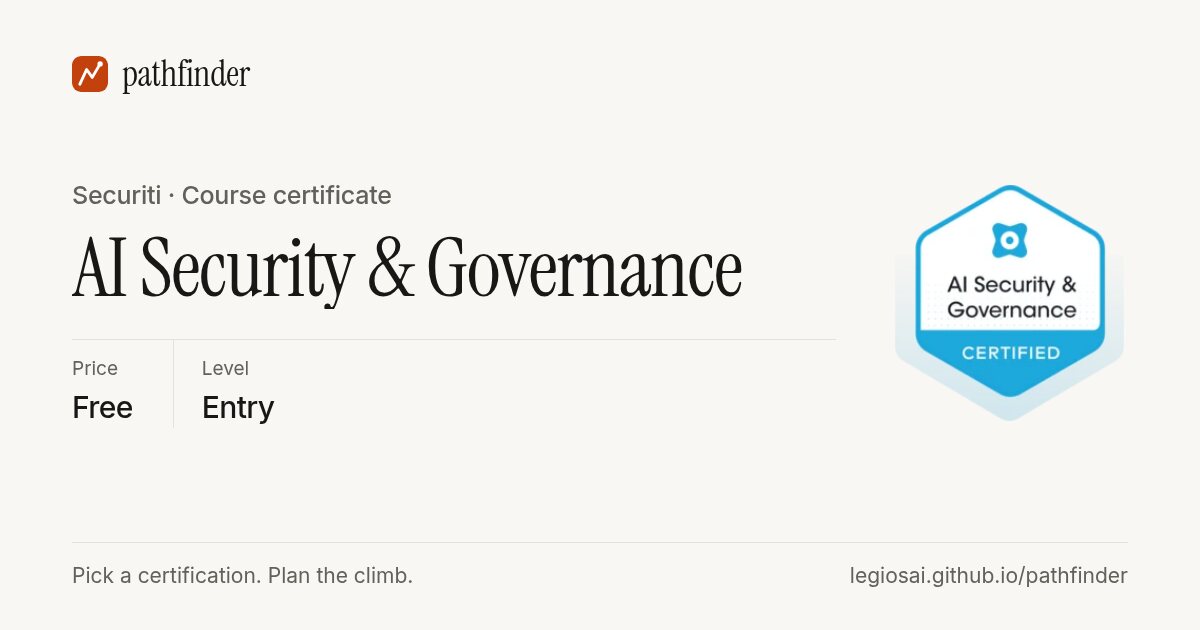 pathfinder
Securiti · Course certificate
AI Security & Governance
Price
Free
Level
Entry
AI Security &
Governance
CERTIFIED
Pick a certification. Plan the climb.
legiosai.github.io/pathfinder